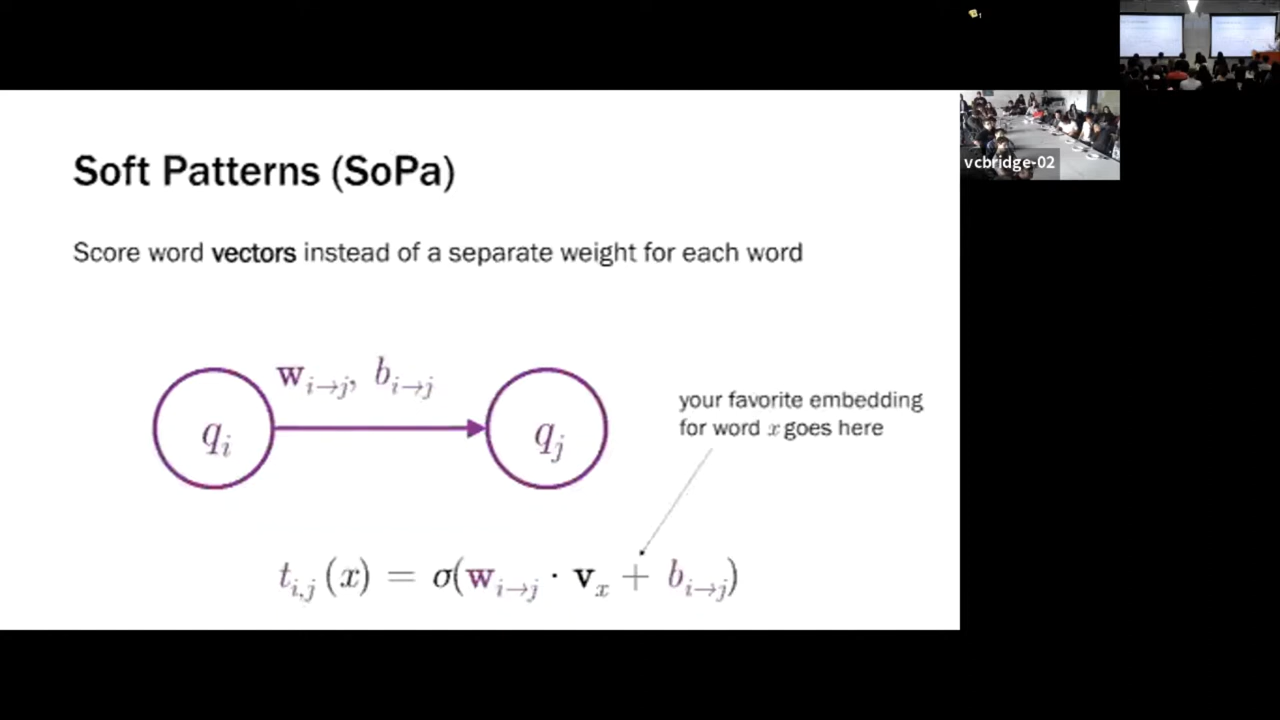 Soft Patterns (SoPa)
Score word vectors instead of a separate weight for each word
w_{i→j}, b_{i→j}
q_i
q_j
your favorite embedding
for word x goes here
t_{i,j}(x) = σ(w_{i→j} · v_x + b_{i→j})
vcbridge-02